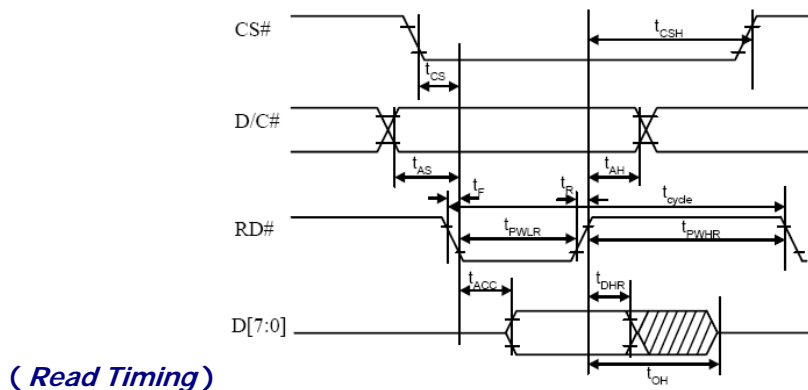 CS#
tCSH
tCS
D/C#
tAS
tAH
tF
tR
tcycle
RD#
tPWLR
tPWHR
tACC
tDHR
D[7:0]
tOH
( Read Timing)